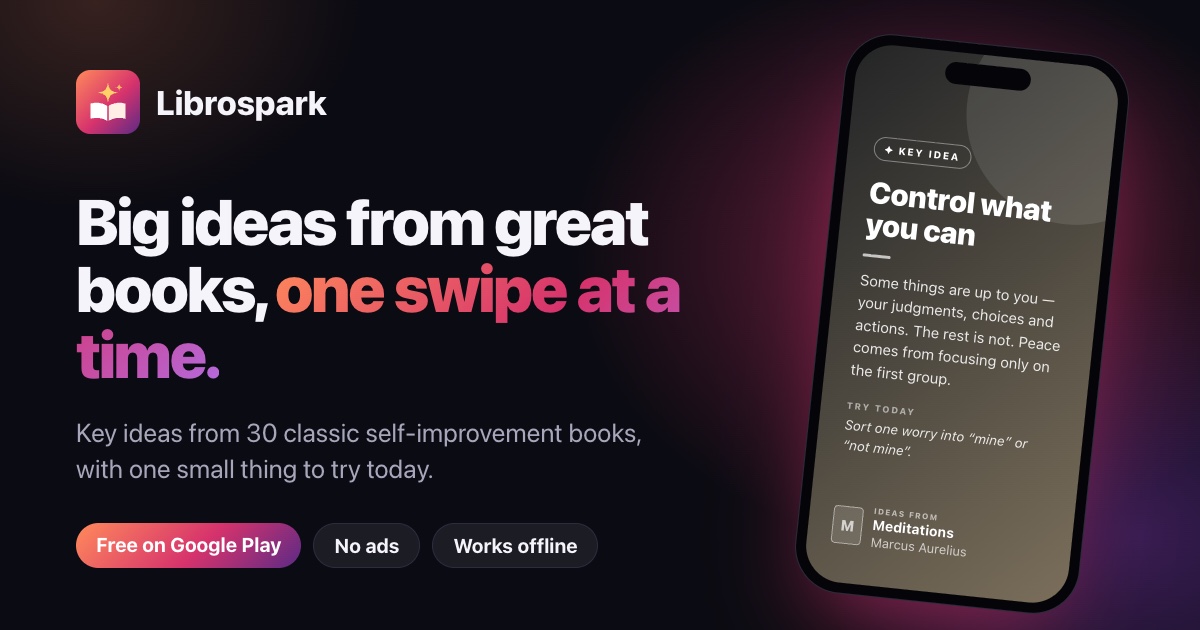 Librospark
Big ideas from great
books, one swipe at a
time.
Key ideas from 30 classic self-improvement books,
with one small thing to try today.
Free on Google Play
No ads
Works offline
✦ KEY IDEA
Control what
you can
Some things are up to you —
your judgments, choices and
actions. The rest is not. Peace
comes from focusing only on
the first group.
TRY TODAY
Sort one worry into “mine” or
“not mine”.
M
IDEAS FROM
Meditations
Marcus Aurelius